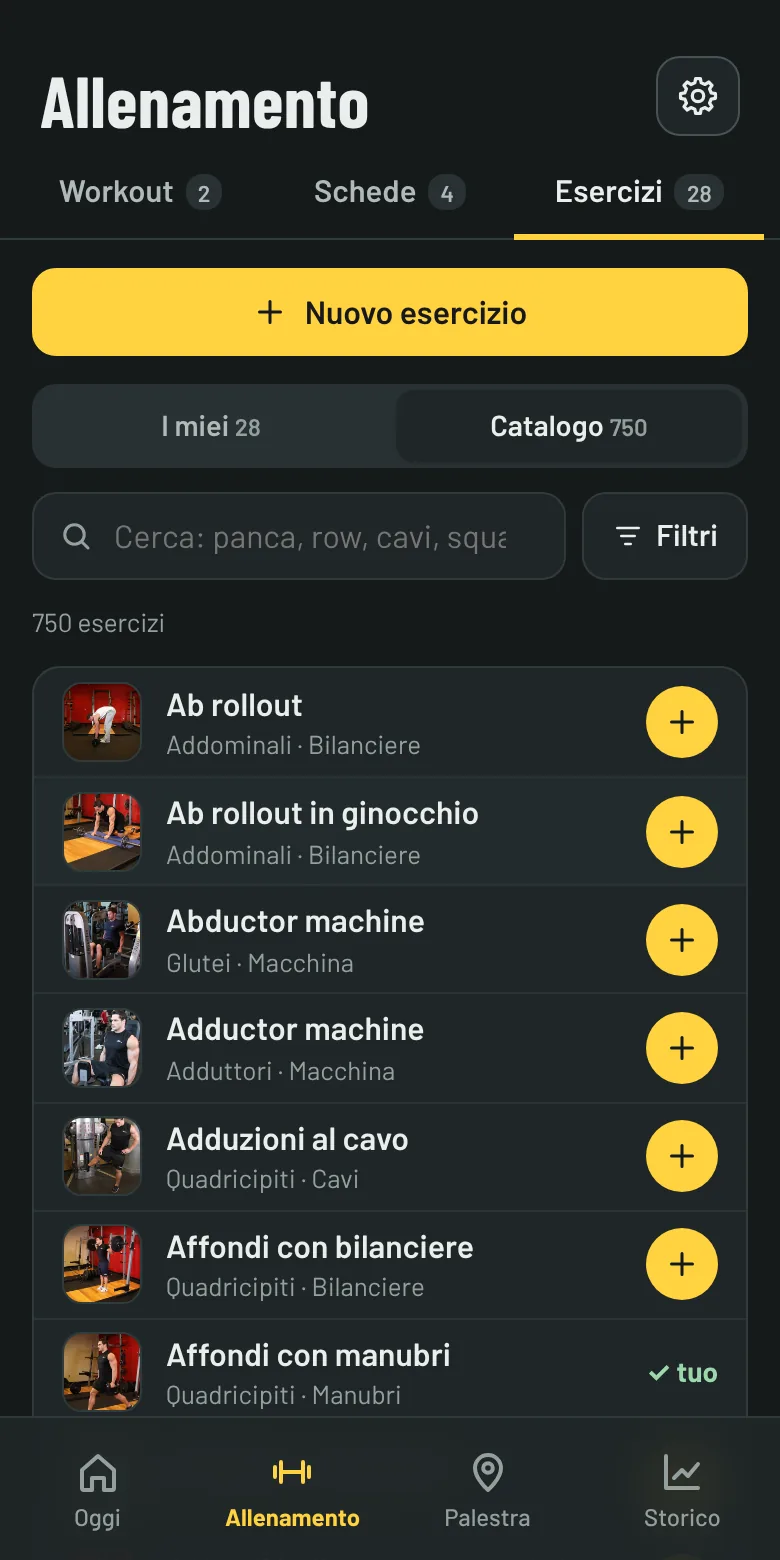 Allenamento
Workout 2
Schede 4
Esercizi 28
+ Nuovo esercizio
I miei 28
Catalogo 750
Cerca: panca, row, cavi, squa
Filtri
750 esercizi
Ab rollout
Addominali · Bilanciere
Ab rollout in ginocchio
Addominali · Bilanciere
Abductor machine
Glutei · Macchina
Adductor machine
Adduttori · Macchina
Adduzioni al cavo
Quadricipiti · Cavi
Affondi con bilanciere
Quadricipiti · Bilanciere
Affondi con manubri
Quadricipiti · Manubri
✓ tuo
Oggi
Allenamento
Palestra
Storico